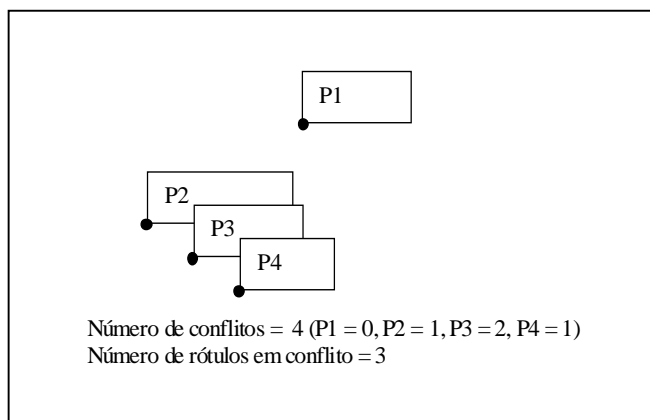 P1
P2
P3
P4
Número de conflitos = 4 (P1 = 0, P2 = 1, P3 = 2, P4 = 1)
Número de rótulos em conflito = 3